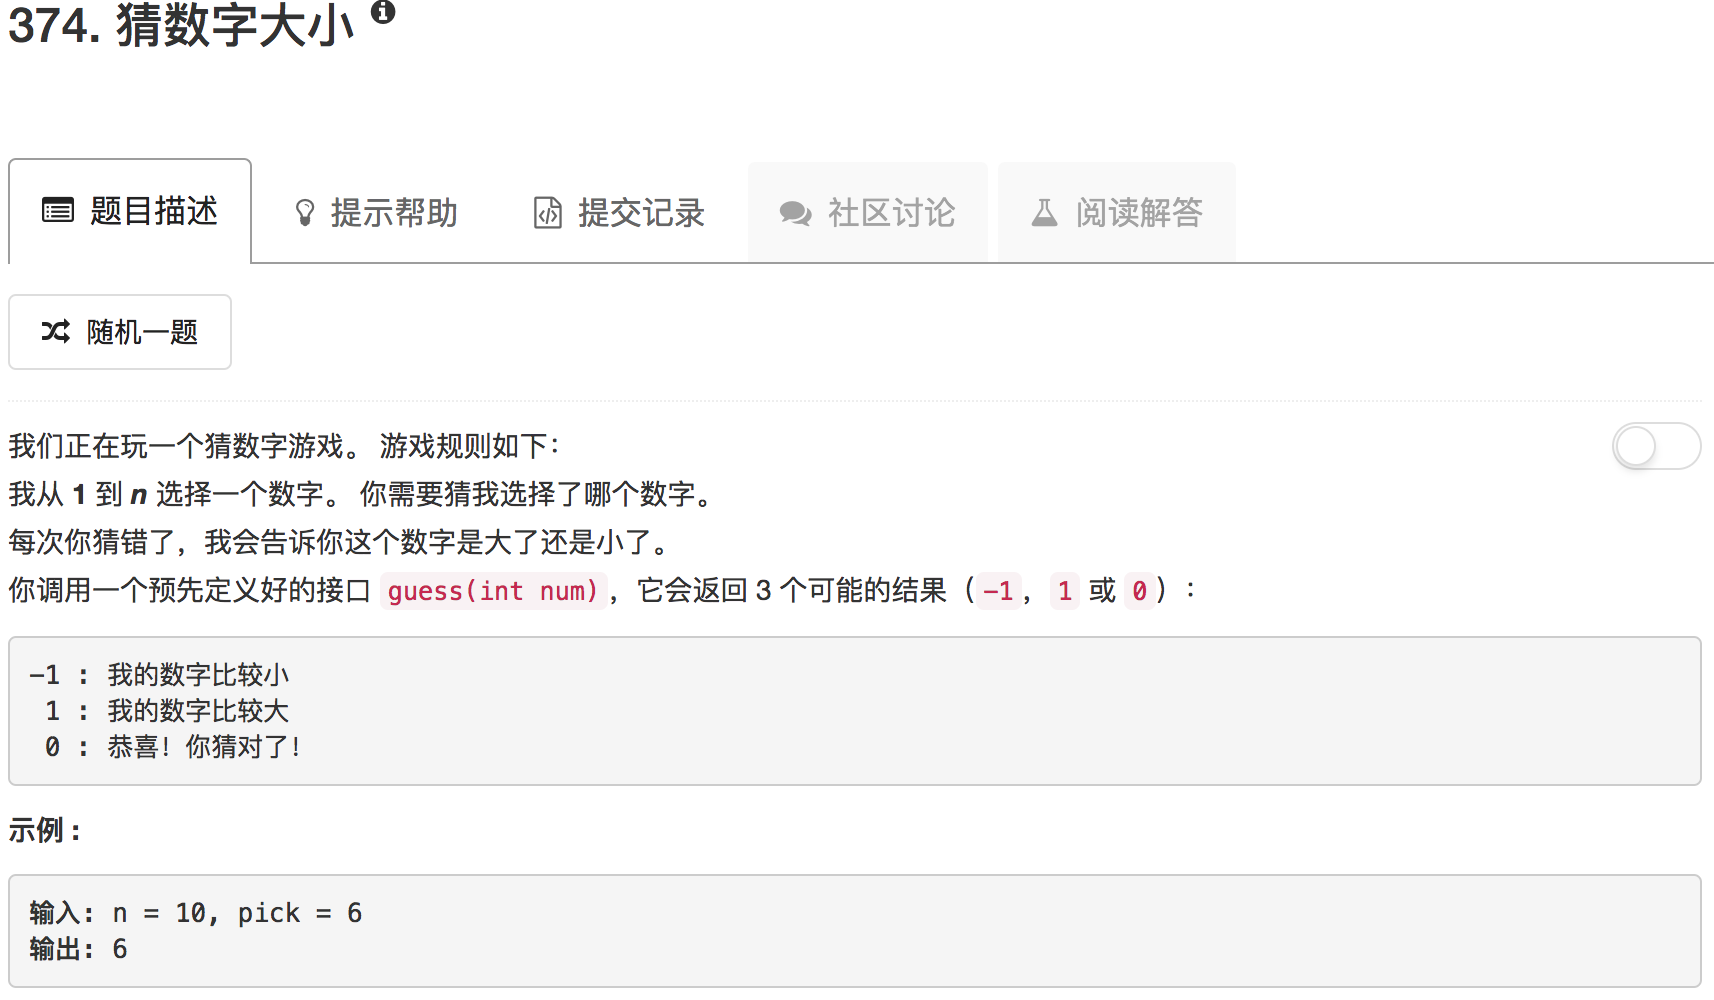 374. 猜数字大小
题目描述 提示帮助 提交记录 社区讨论 阅读解答
随机一题
我们正在玩一个猜数字游戏。 游戏规则如下：
我从 1 到 n 选择一个数字。 你需要猜我选择了哪个数字。
每次你猜错了，我会告诉你这个数字是大了还是小了。
你调用一个预先定义好的接口 guess(int num)，它会返回 3 个可能的结果（-1，1 或 0）：
-1 : 我的数字比较小
1 : 我的数字比较大
0 : 恭喜！你猜对了！
示例 :
输入: n = 10, pick = 6
输出: 6